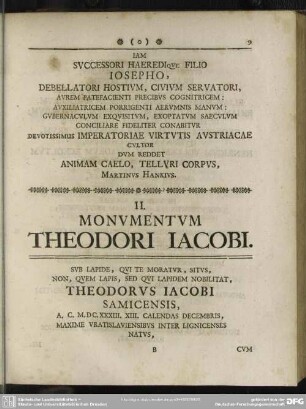 (o) 9
IAM
SVCCESSORI HAEREDIQVE FILIO
IOSEPHO,
DEBELLATORI HOSTIVM, CIVIVM SERVATORI,
AVREM PATEFACIENTI PRECIBVS COGNITRICEM:
AVXILIATRICEM PORRIGENTI AERVMNIS MANVM:
GVBERNACVLVM EXQVISITVM, EXOPTATVM SAECVLVM
CONCILIARE FIDELITER CONABITVR
DEVOTISSIMUS IMPERATORIAE VIRTVTIS AVSTRIACAE
CVLTOR
DVM REDDET
ANIMAM CAELO, TELLVRI CORPVS,
MARTINVS HANKIVS.
II.
MONVMENTVM
THEODORI IACOBI.
SVB LAPIDE, QVI TE MORATVR, SITVS,
NON, QVEM LAPIS, SED QVI LAPIDEM NOBILITAT,
THEODORVS IACOBI
SAMICENSIS,
A. C. M.DC.XXXIII. XIII. CALENDAS DECEMBRIS,
MAXIME VRATISLAVIENSIBVS INTER LIGNICENSES
NATVS,
B CVM